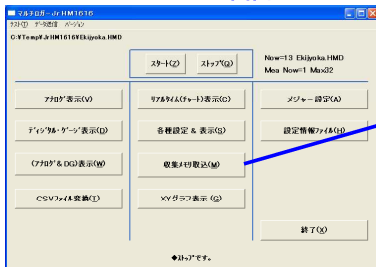 マルチロガー Jr HM1616
テスト(T) データ送信 バージョン
C:¥Temp¥JrHM1616¥Ekijyoka.HMD
スタート(Z) ストップ(Q)
Now=13 Ekijyoka.HMD
Mea Now=1 Max32
アナログ表示(V) リアルタイム(チャート)表示(C) メジャー設定(A)
ディジタル・ゲージ表示(D) 各種設定 & 表示(S) 設定情報ファイル(H)
(アナログ & DG)表示(W) 収集メモリ取込(M)
CSVファイル変換(T) XYグラフ表示 (G)
終了(X)
◆ストップです。